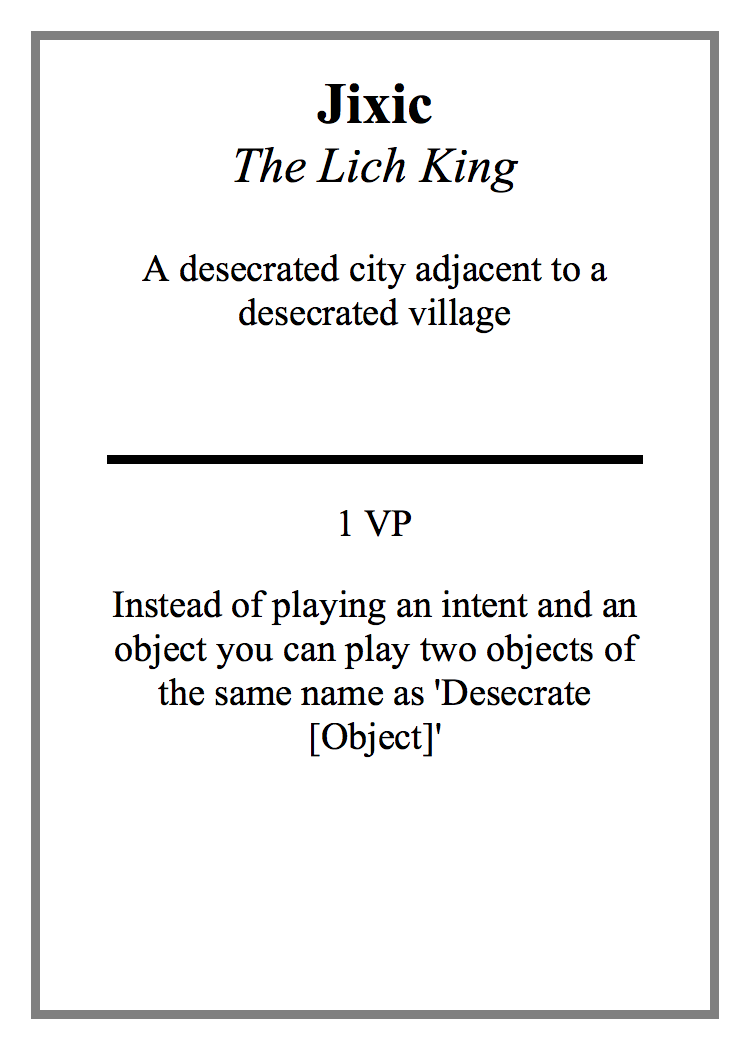 Jixic
The Lich King
A desecrated city adjacent to a
desecrated village
1 VP
Instead of playing an intent and an
object you can play two objects of
the same name as 'Desecrate
[Object]'